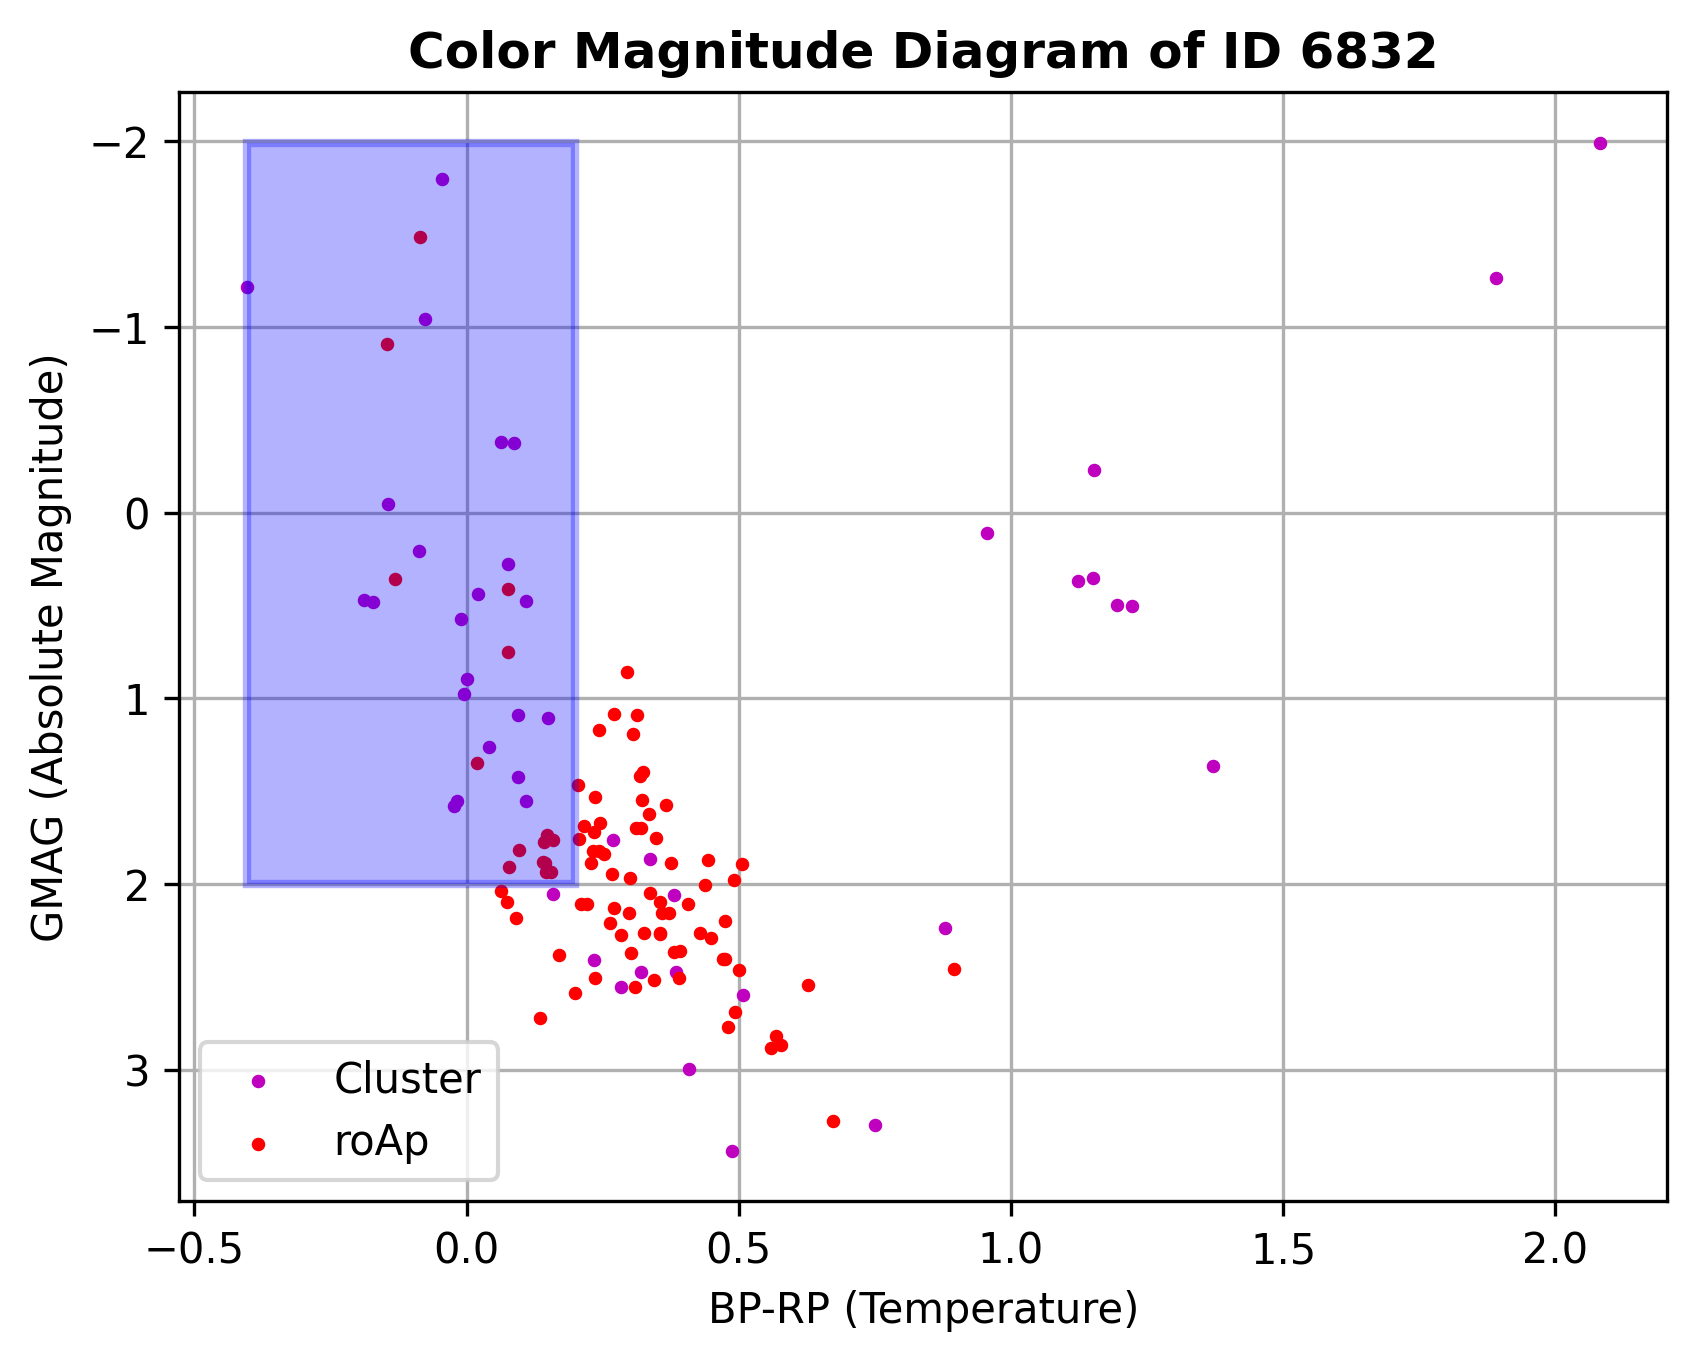 Color Magnitude Diagram of ID 6832
GMAG (Absolute Magnitude)
−2
−1
0
1
2
3
Cluster
roAp
−0.5 0.0 0.5 1.0 1.5 2.0
BP-RP (Temperature)